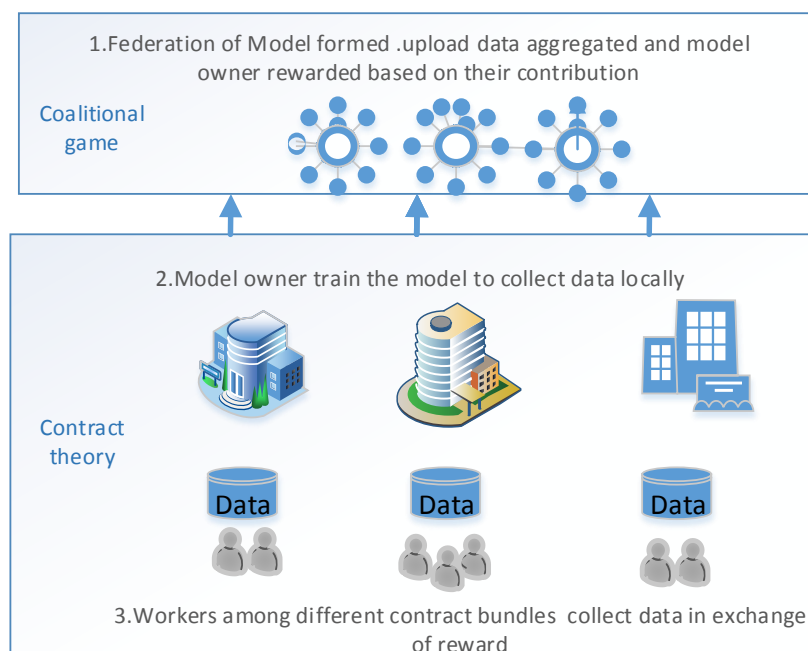 1.Federation of Model formed .upload data aggregated and model
owner rewarded based on their contribution
Coalitional
game
2.Model owner train the model to collect data locally
Contract
theory
Data
Data
Data
3.Workers among different contract bundles collect data in exchange
of reward